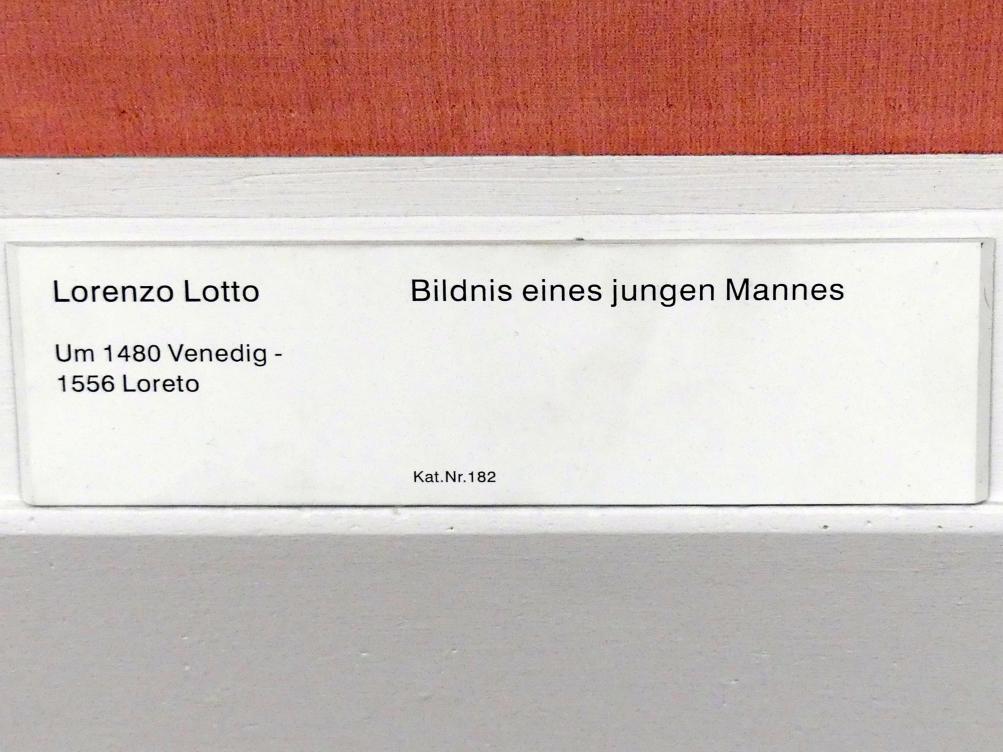 Lorenzo Lotto
Bildnis eines jungen Mannes
Um 1480 Venedig -
1556 Loreto
Kat.Nr.182